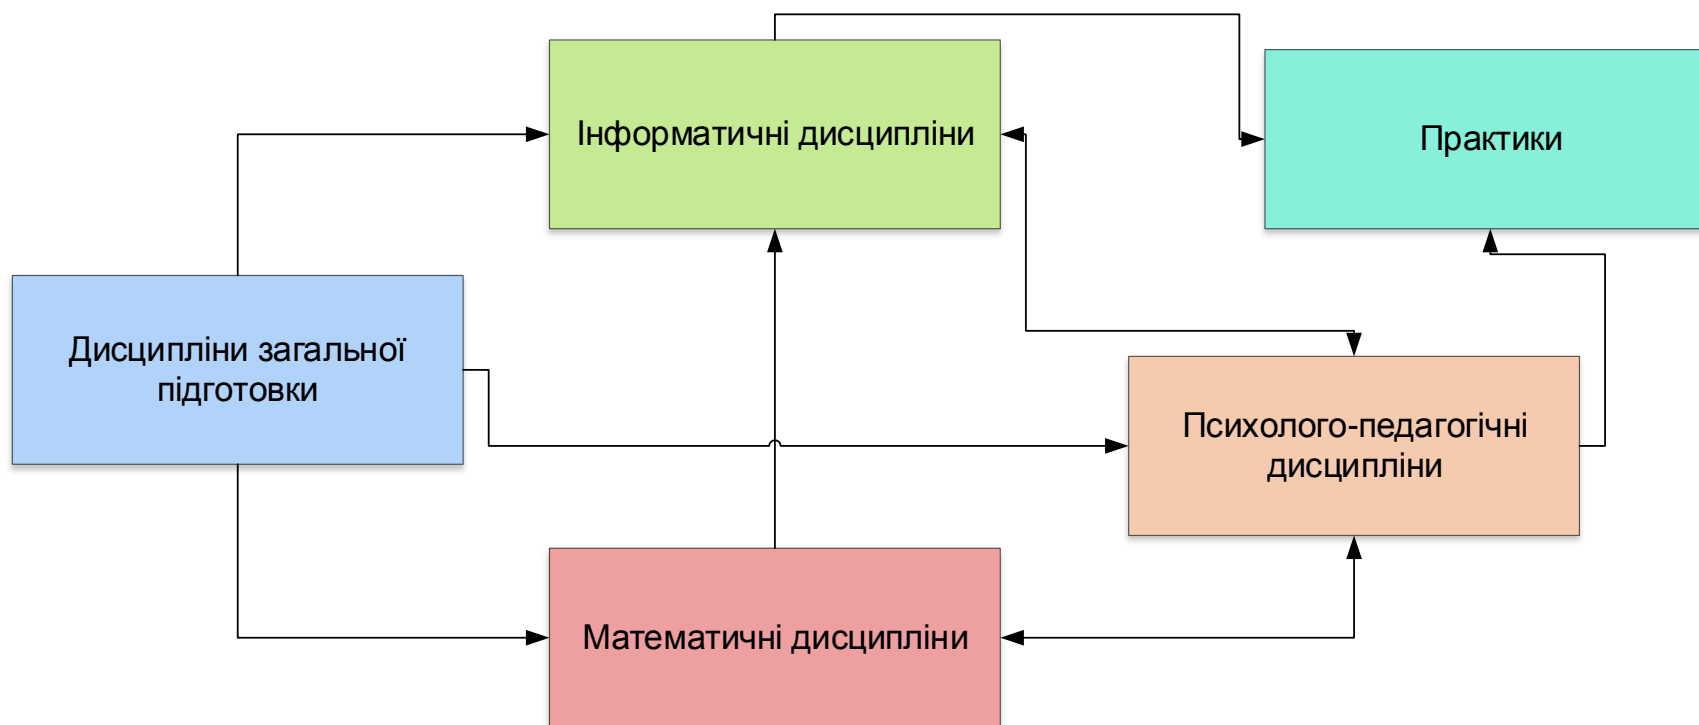 Інформатичні дисципліни
Практики
Дисципліни загальної
підготовки
Психолого-педагогічні
дисципліни
Математичні дисципліни